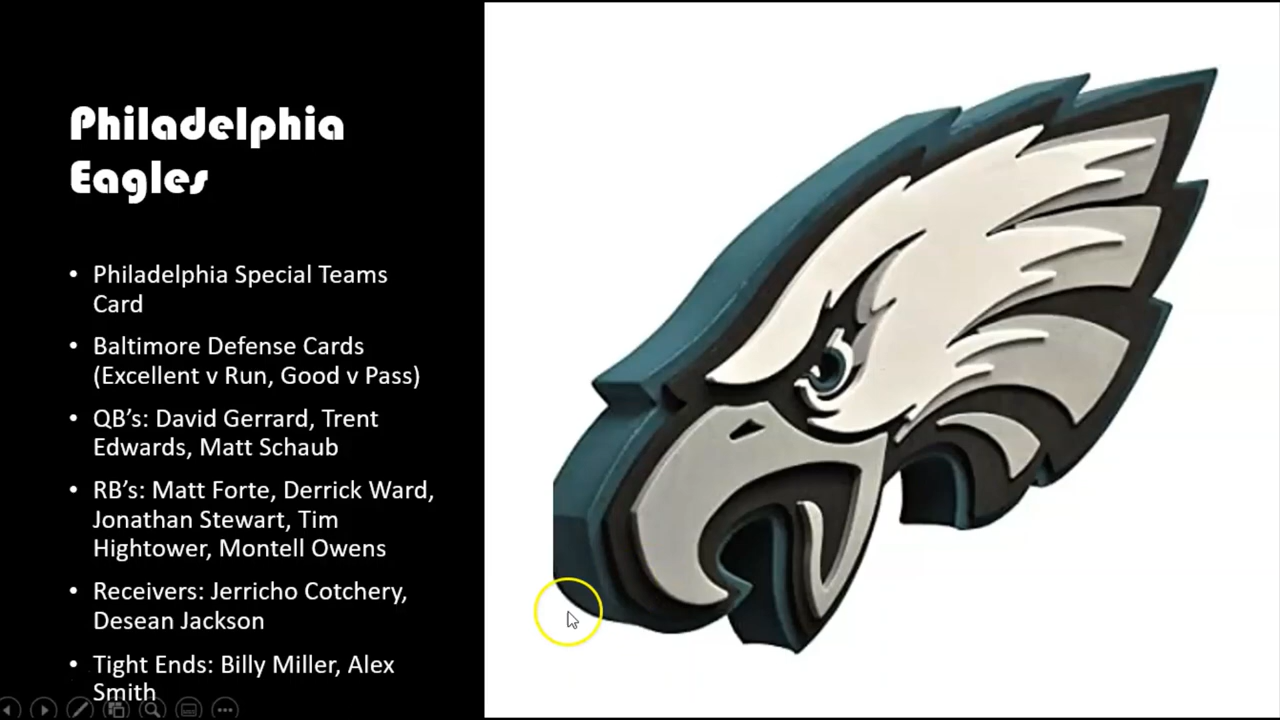 Philadelphia
Eagles
• Philadelphia Special Teams
Card
• Baltimore Defense Cards
(Excellent v Run, Good v Pass)
• QB’s: David Gerrard, Trent
Edwards, Matt Schaub
• RB’s: Matt Forte, Derrick Ward,
Jonathan Stewart, Tim
Hightower, Montell Owens
• Receivers: Jerricho Cotchery,
Desean Jackson
• Tight Ends: Billy Miller, Alex
Smith